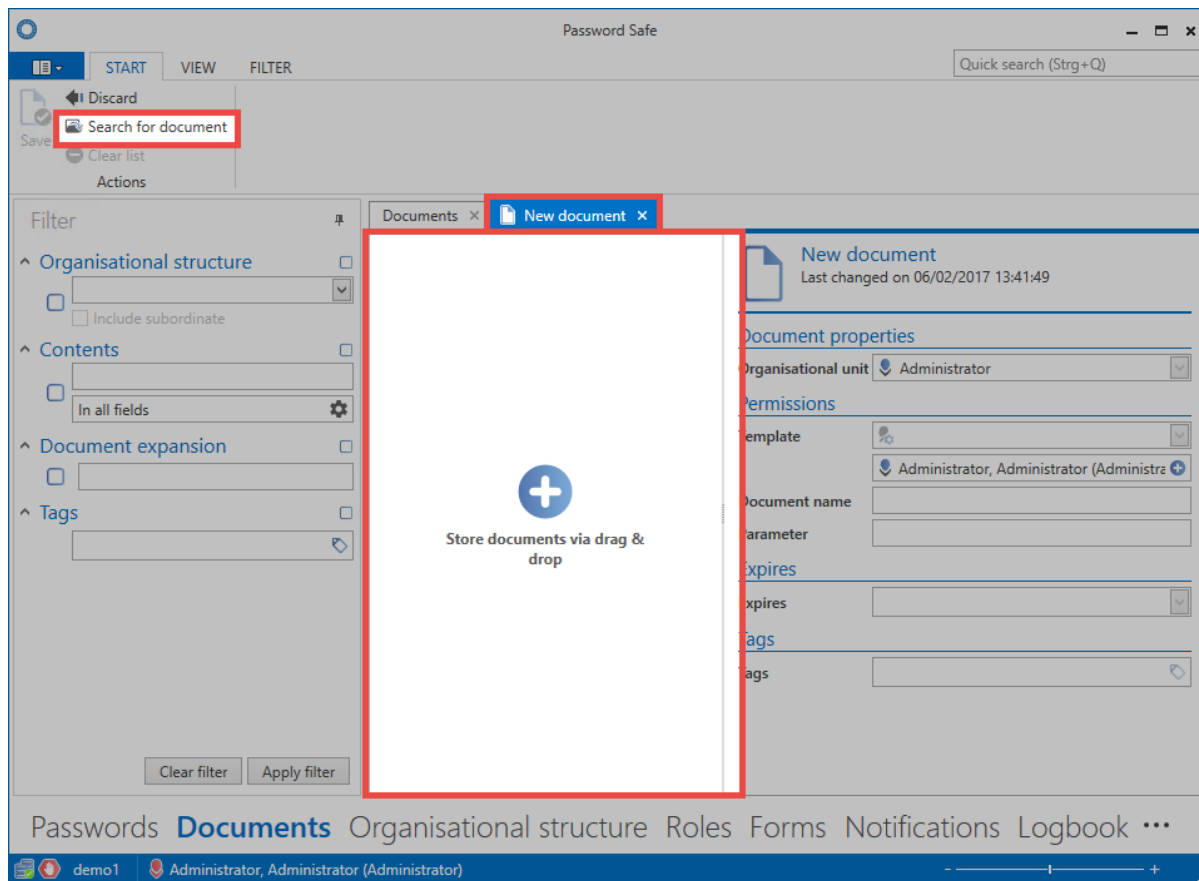 Password Safe
START VIEW FILTER
Quick search (Strg+Q)
Save
Discard
Search for document
Clear list
Actions
Filter
Organisational structure
Include subordinate
Contents
In all fields
Document expansion
Tags
Clear filter Apply filter
Documents New document
Store documents via drag &
drop
New document
Last changed on 06/02/2017 13:41:49
Document properties
Organisational unit Administrator
Permissions
Template
Administrator, Administrator (Administra
Document name
Parameter
Expires
Expires
Tags
Tags
Passwords Documents Organisational structure Roles Forms Notifications Logbook •••
demo1 Administrator, Administrator (Administrator)